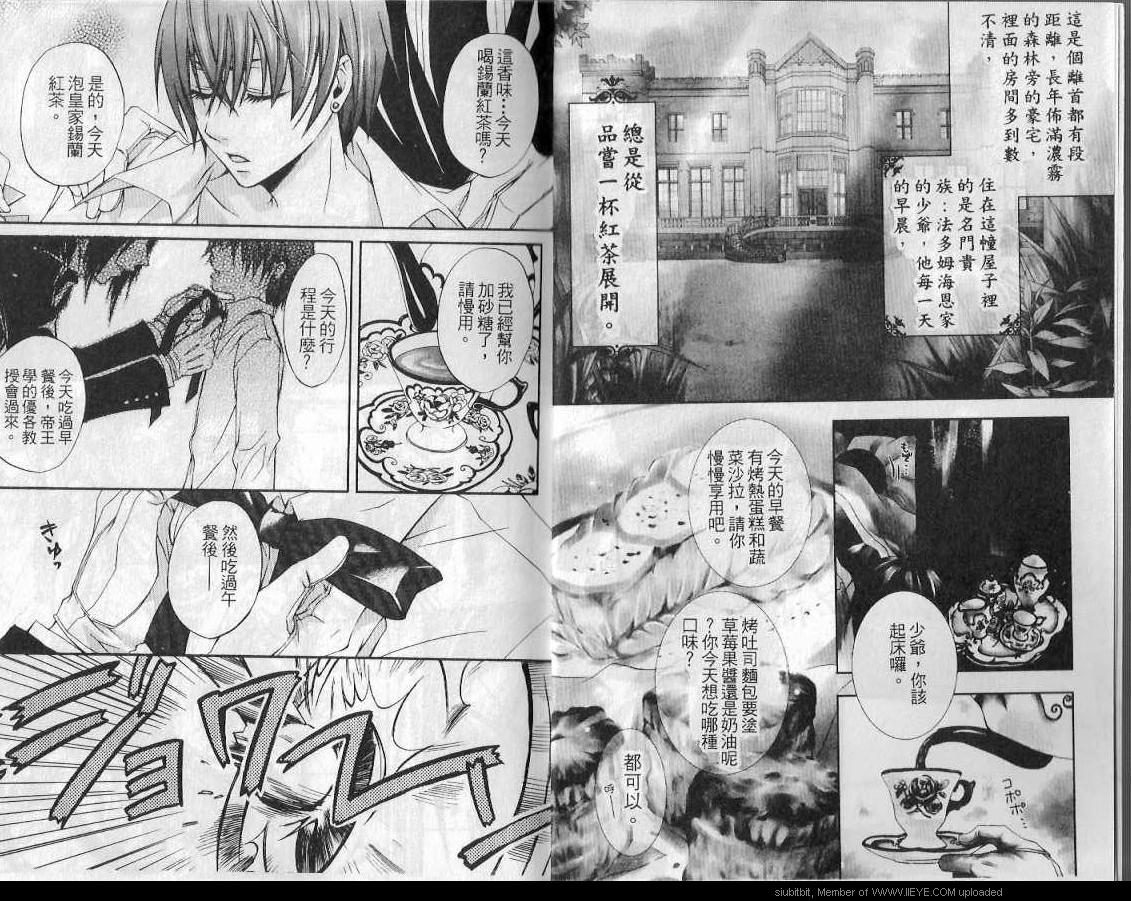 這是個離首都有段
距離，長年佈滿濃霧
的森林旁的豪宅，
裡面的房間多到數
不清，
住在這幢屋子裡
的是名門貴
族：法多姆海恩家
的少爺，他每一天
的早晨，
總是從
品嘗一杯紅茶展開。
もぞ…
少爺，你該
起床囉。
コポポ…
今天的早餐
有烤熱蛋糕和蔬
菜沙拉，請你
慢慢享用吧。
烤吐司麵包要塗
草莓果醬還是奶油呢
？你今天想吃哪種
口味？
都可以。
這香味…今天
喝錫蘭紅茶嗎？
是的，今天
泡皇家錫蘭
紅茶。
我已經幫你
加砂糖了，
請慢用。
今天的行
程是什麼？
今天吃過早
餐後，帝王
學的優各教
授會過來。
然後吃過午
餐後—
きゅっ
ジョワアー
siubitbit, Member of WWW.IIEYE.COM uploaded